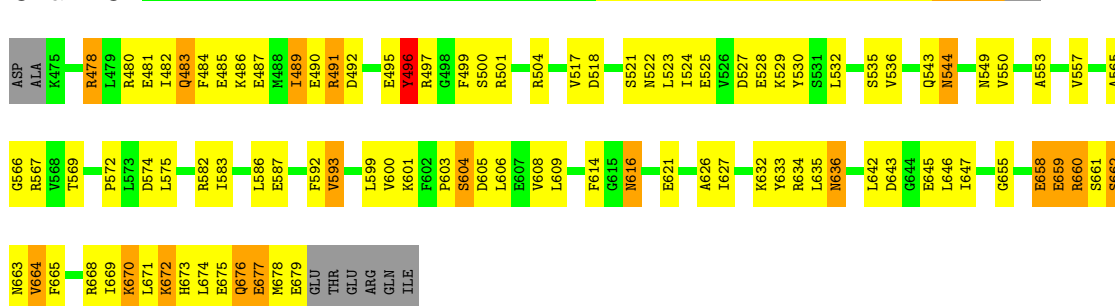 ASP ALA K475 R478 L479 R480 E481 I482 Q483 F484 E485 K486 E487 M488 I489 E490 R491 D492 E495 Y496 R497 G498 F499 S500 R501 R504 V517 D518 S521 N522 L523 I524 E525 V526 D527 E528 K529 Y530 S531 L532 S535 V536 Q543 N544 N549 V550 A553 V557 A565
G566 R567 V568 T569 P572 L573 D574 L575 R582 I583 L586 E587 F592 V593 L599 V600 K601 F602 P603 S604 D605 L606 E607 V608 L609 F614 G615 N616 E621 A626 I627 K632 Y633 R634 L635 N636 L642 D643 G644 E645 L646 I647 G655 E658 E659 R660 S661
N663 V664 F665 R668 I669 K670 L671 K672 H673 L674 E675 Q676 E677 M678 E679 GLU THR GLU ARG GLN ILE